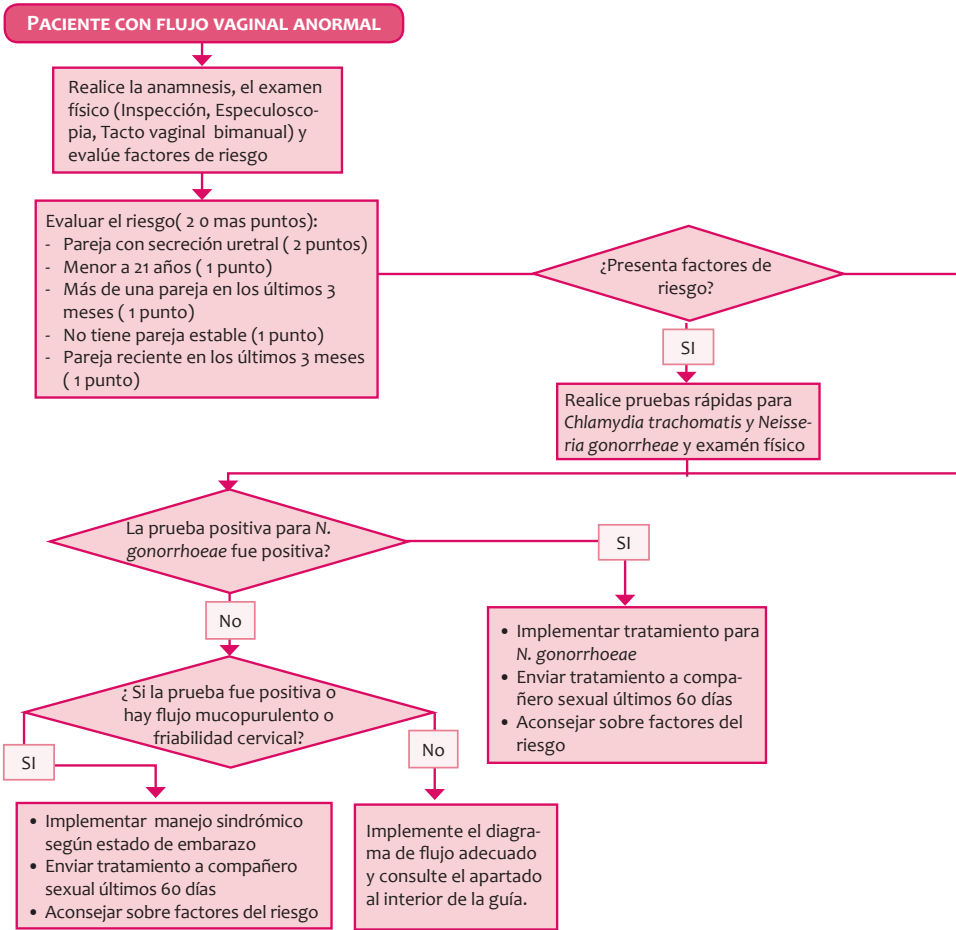 PACIENTE CON FLUJO VAGINAL ANORMAL
Realice la anamnesis, el examen
físico (Inspección, Especulosco-
pia, Tacto vaginal bimanual) y
evalúe factores de riesgo
Evaluar el riesgo( 2 o mas puntos):
- Pareja con secreción uretral ( 2 puntos)
- Menor a 21 años ( 1 punto)
- Más de una pareja en los últimos 3
meses ( 1 punto)
- No tiene pareja estable (1 punto)
- Pareja reciente en los últimos 3 meses
( 1 punto)
¿Presenta factores de
riesgo?
SI
Realice pruebas rápidas para
Chlamydia trachomatis y Neisse-
ria gonorrheae y exámén físico
La prueba positiva para N.
gonorrhoeae fue positiva?
SI
No
• Implementar tratamiento para
N. gonorrhoeae
• Enviar tratamiento a compa-
ñero sexual últimos 60 días
• Aconsejar sobre factores del
riesgo
¿ Si la prueba fue positiva o
hay flujo mucopurulento o
friabilidad cervical?
SI
No
• Implementar manejo sindrómico
según estado de embarazo
• Enviar tratamiento a compañero
sexual últimos 60 días
• Aconsejar sobre factores del riesgo
Implemente el diagra-
ma de flujo adecuado
y consulte el apartado
al interior de la guía.